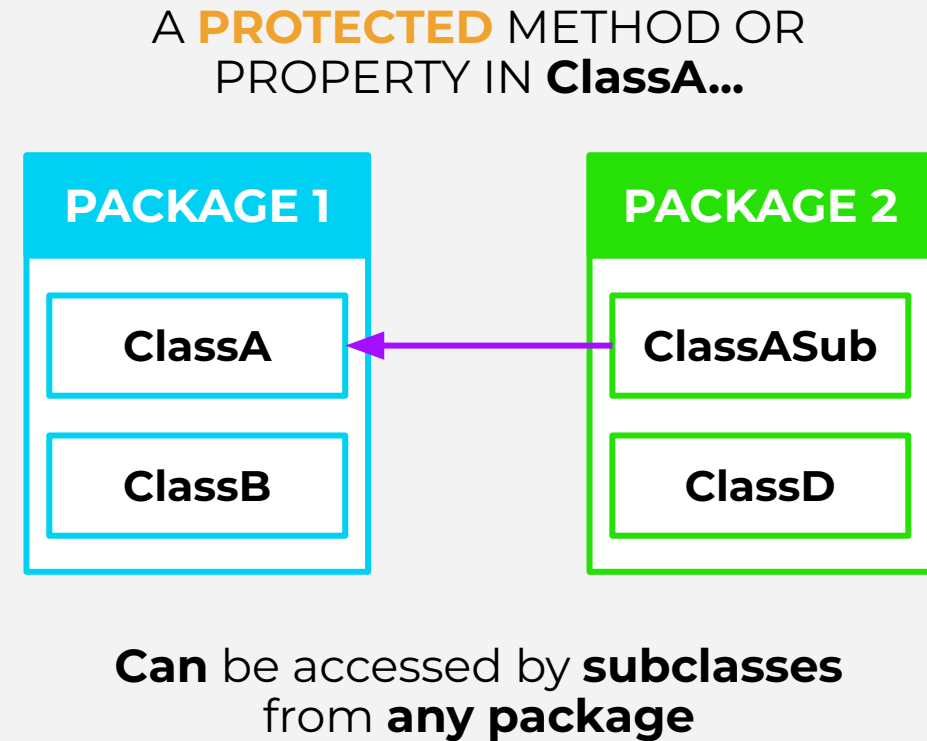 A PROTECTED METHOD OR
PROPERTY IN ClassA...
PACKAGE 1
ClassA
ClassB
PACKAGE 2
ClassASub
ClassD
Can be accessed by subclasses
from any package